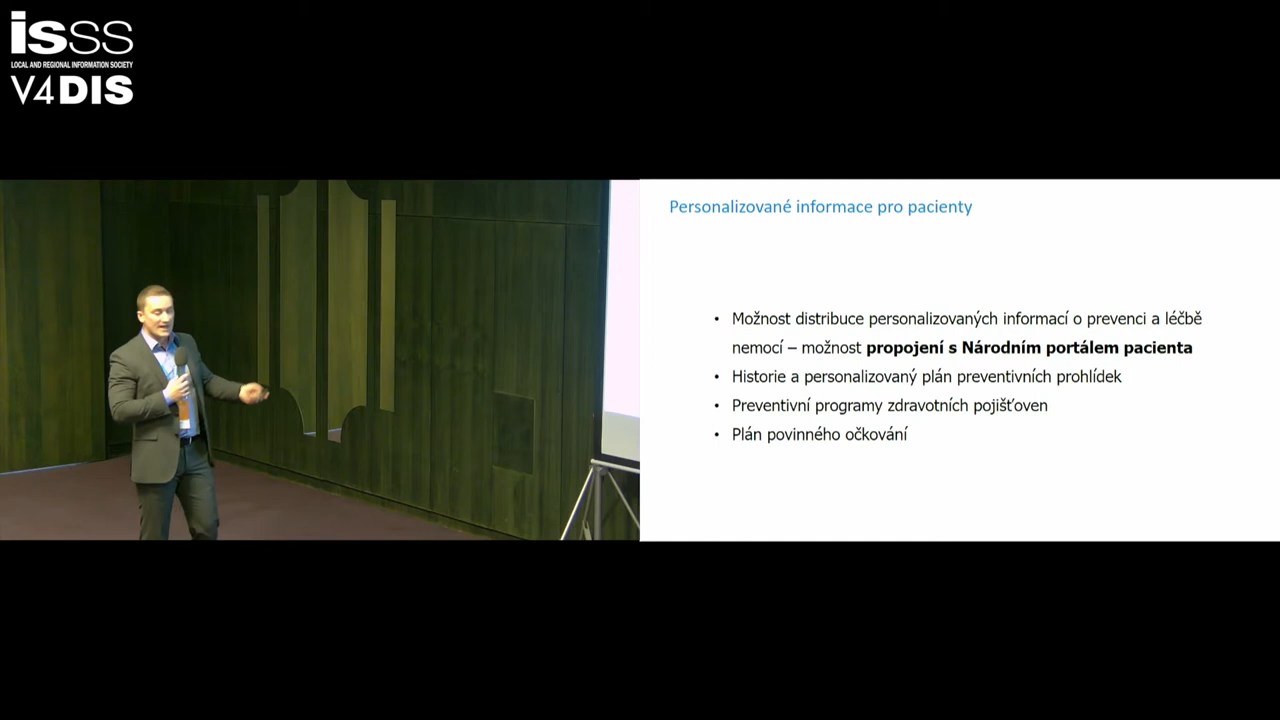 isss
LOCAL AND REGIONAL INFORMATION SOCIETY
V4DIS
Personalizované informace pro pacienty
• Možnost distribuce personalizovaných informací o prevenci a léčbě
nemocí – možnost propojení s Národním portálem pacienta
• Historie a personalizovaný plán preventivních prohlídek
• Preventivní programy zdravotních pojišťoven
• Plán povinného očkování